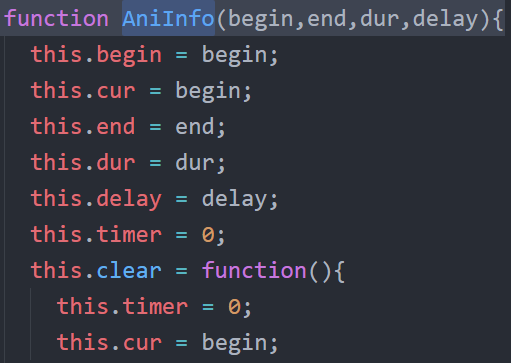 function AniInfo(begin,end,dur,delay){
this.begin = begin;
this.cur = begin;
this.end = end;
this.dur = dur;
this.delay = delay;
this.timer = 0;
this.clear = function(){
this.timer = 0;
this.cur = begin;